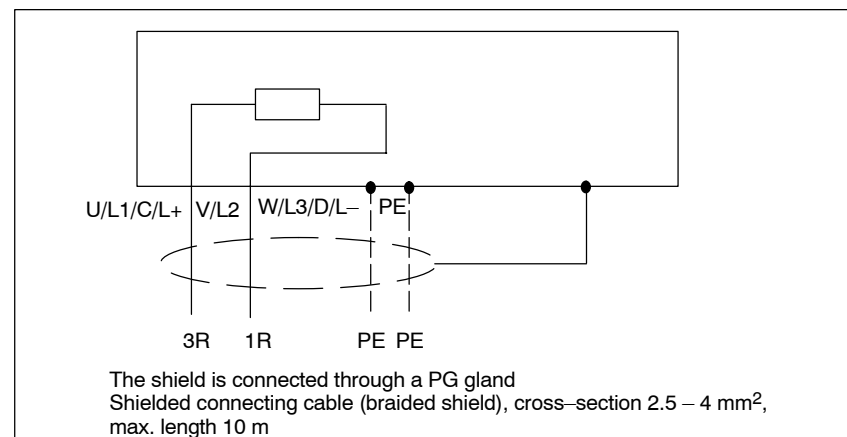 U/L1/C/L+ V/L2 W/L3/D/L– PE
3R 1R PE PE
The shield is connected through a PG gland
Shielded connecting cable (braided shield), cross–section 2.5 – 4 mm²,
max. length 10 m